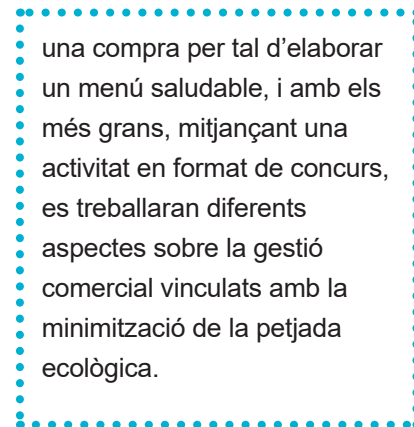 una compra per tal d’elaborar
un menú saludable, i amb els
més grans, mitjançant una
activitat en format de concurs,
es treballaran diferents
aspectes sobre la gestió
comercial vinculats amb la
minimització de la petjada
ecològica.